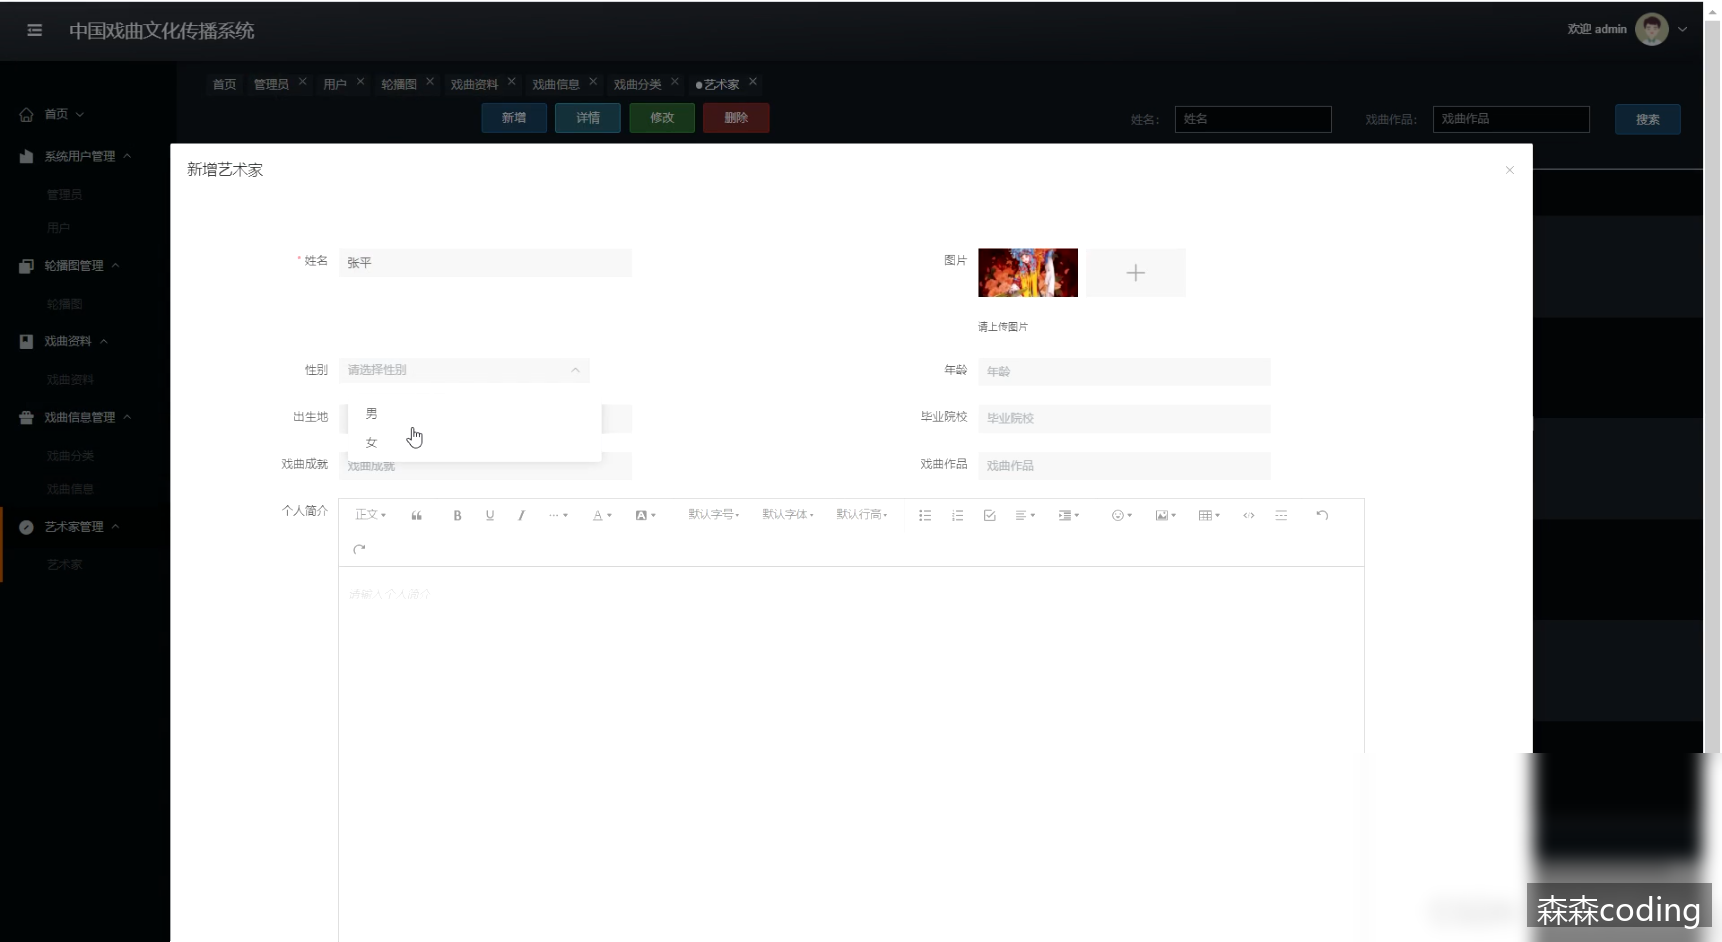 中国戏曲文化传播系统
欢迎 admin
首页 管理员 用户 轮播图 戏曲资料 戏曲信息 戏曲分类 艺术家
新增 详情 修改 删除
姓名: 姓名 戏曲作品: 戏曲作品 搜索
首页
系统用户管理
管理员
用户
轮播图管理
轮播图
戏曲资料
戏曲资料
戏曲信息管理
戏曲分类
戏曲信息
艺术家管理
艺术家
新增艺术家
* 姓名 张平 图片
请上传图片
性别 请选择性别 年龄 年龄
男
女
出生地 毕业院校 毕业院校
戏曲成就 戏曲成就 戏曲作品 戏曲作品
个人简介 正文 默认字号 默认字体 默认行高
请输入个人简介
森森coding